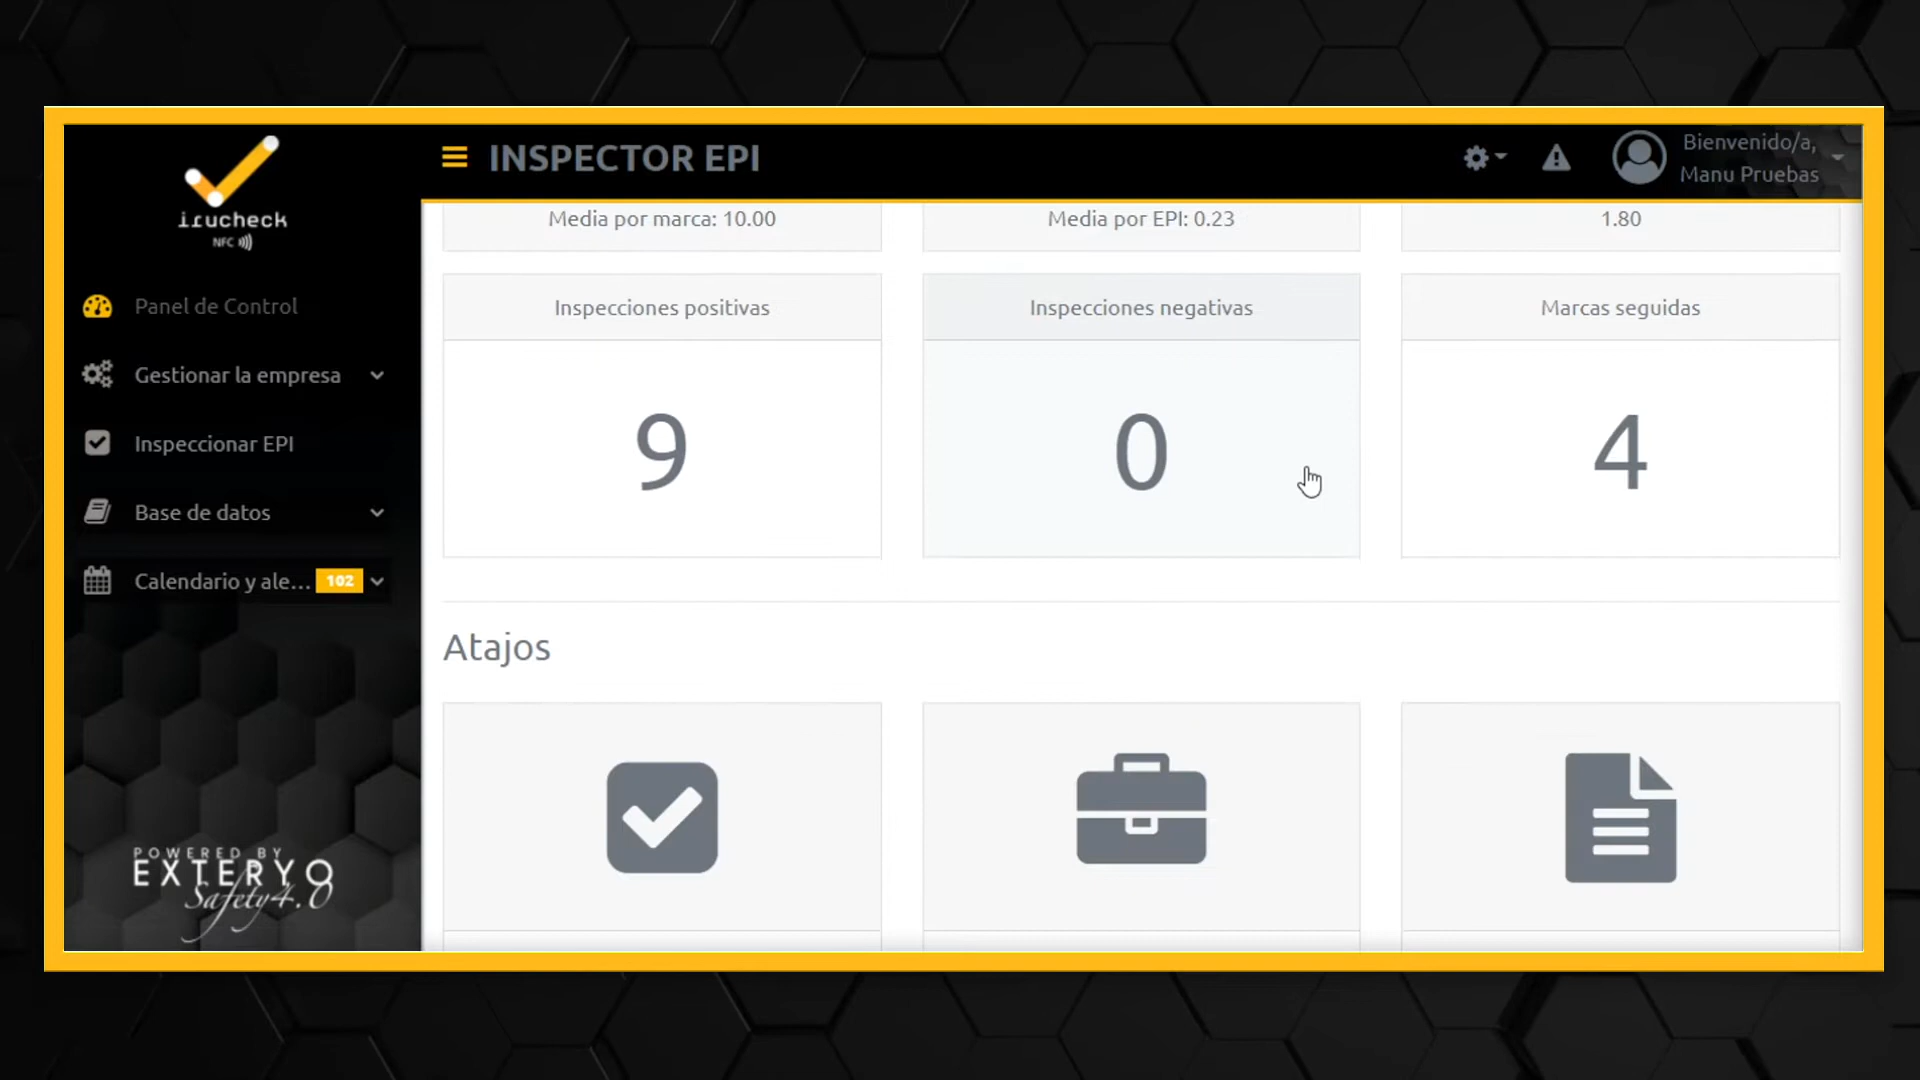 irucheck
NFC
INSPECTOR EPI
Bienvenido/a,
Manu Pruebas
Panel de Control
Gestionar la empresa
Inspeccionar EPI
Base de datos
Calendario y ale... 102
POWERED BY
EXTERYO
Safety4.0
Media por marca: 10.00
Media por EPI: 0.23
1.80
Inspecciones positivas
Inspecciones negativas
Marcas seguidas
9
0
4
Atajos